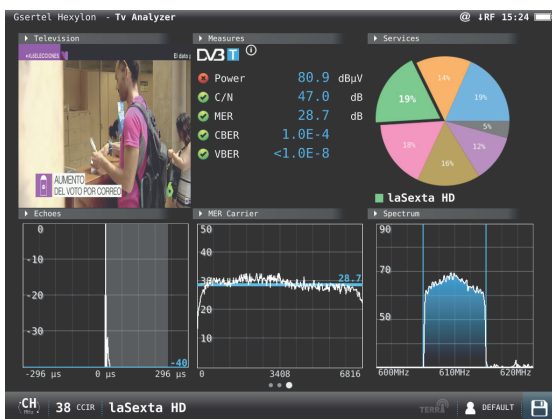 Gsertel Hexylon - Tv Analyzer @ ↓RF 15:24
Television
Measures
Services
#L6ELECCIONES
El dato
DVB T i
Power 80.9 dBµV
C/N 47.0 dB
MER 28.7 dB
CBER 1.0E-4
VBER <1.0E-8
14%
19%
19%
5%
12%
18%
16%
AUMENTO
DEL VOTO POR CORREO
laSexta HD
Echoes
MER Carrier
Spectrum
0
-10
-20
-30
-40
-296 µs 0 µs 296 µs
50
40
30
20
10
28.7
0 3408 6816
90
70
50
600MHz 610MHz 620MHz
CH MHz 38 CCIR laSexta HD TERRA DEFAULT